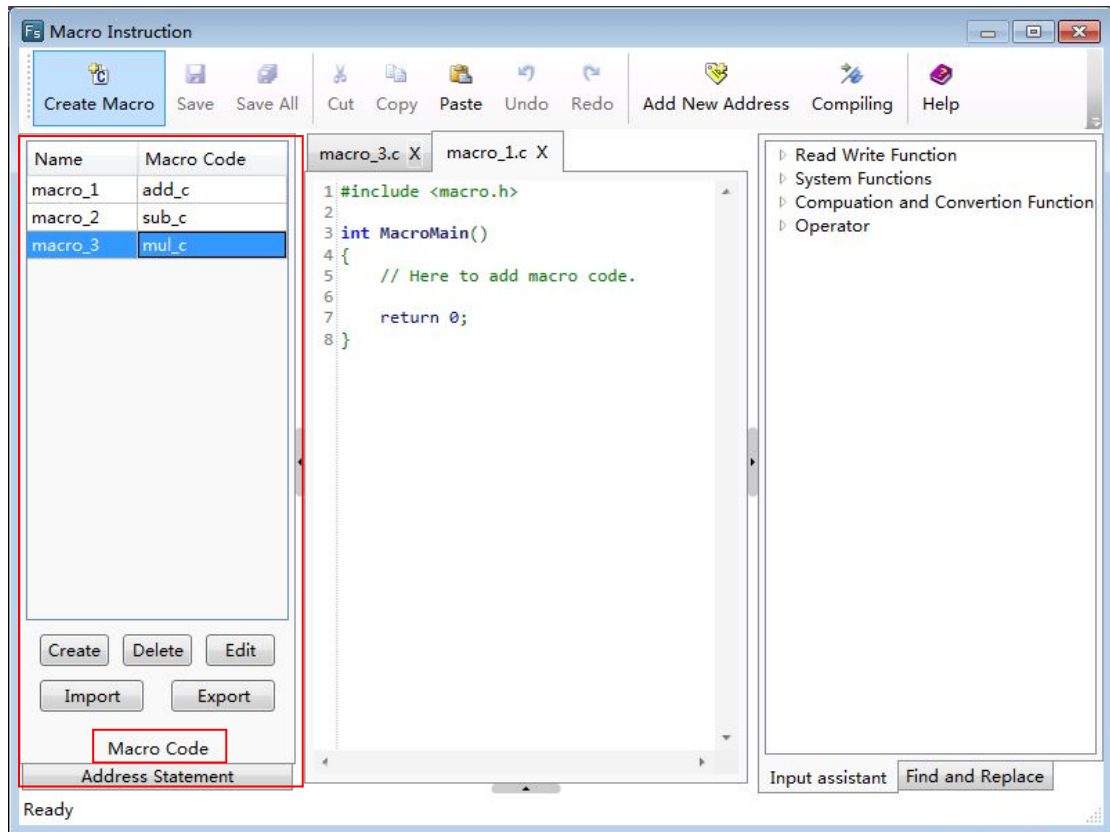 Fs Macro Instruction
Create Macro Save Save All Cut Copy Paste Undo Redo Add New Address Compiling Help
Name Macro Code
macro_1 add_c
macro_2 sub_c
macro_3 mul_c
Create Delete Edit
Import Export
Macro Code
Address Statement
macro_3.c X macro_1.c X
1 #include <macro.h>
2
3 int MacroMain()
4 {
5 // Here to add macro code.
6
7 return 0;
8 }
Read Write Function
System Functions
Compuation and Convertion Function
Operator
Input assistant Find and Replace
Ready